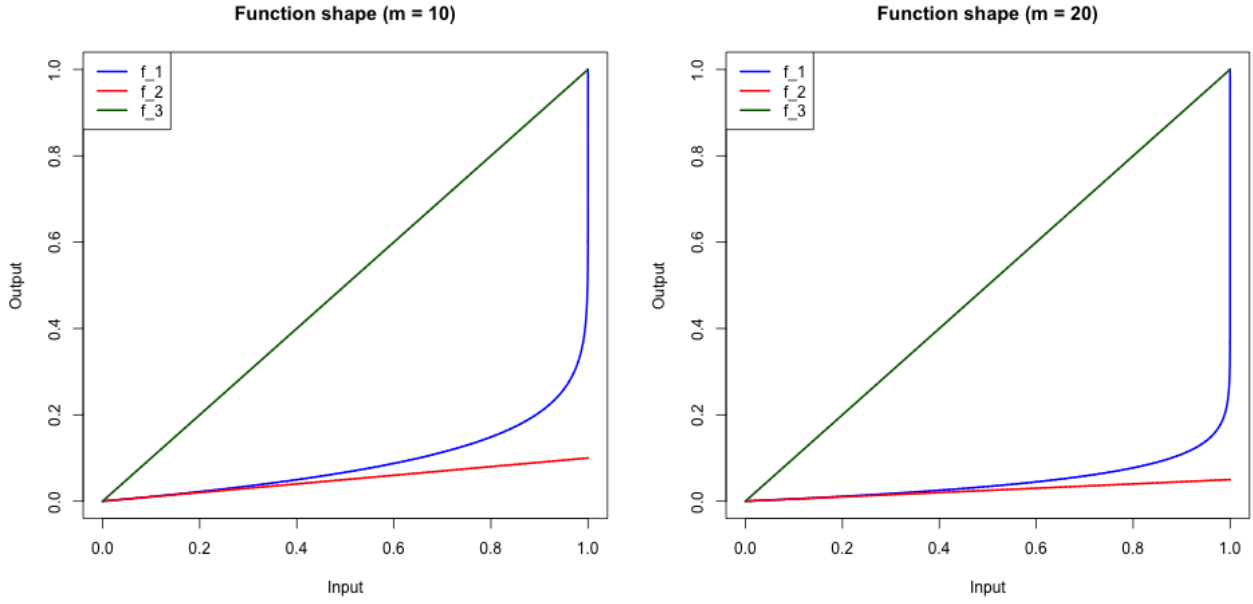 Function shape (m = 10)
f_1
f_2
f_3
Output
1.0
0.8
0.6
0.4
0.2
0.0
0.0 0.2 0.4 0.6 0.8 1.0
Input
Function shape (m = 20)
f_1
f_2
f_3
Output
1.0
0.8
0.6
0.4
0.2
0.0
0.0 0.2 0.4 0.6 0.8 1.0
Input